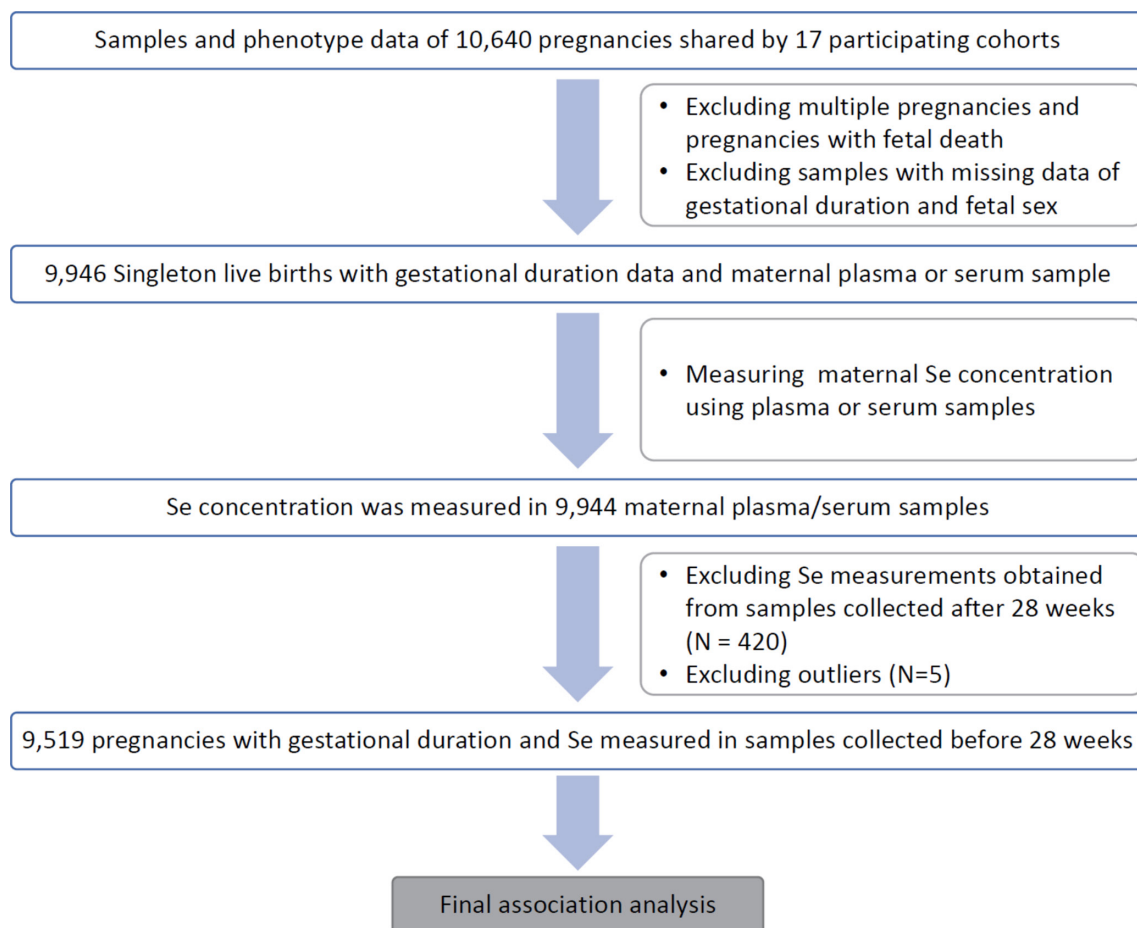 Samples and phenotype data of 10,640 pregnancies shared by 17 participating cohorts
• Excluding multiple pregnancies and
pregnancies with fetal death
• Excluding samples with missing data of
gestational duration and fetal sex
9,946 Singleton live births with gestational duration data and maternal plasma or serum sample
• Measuring  maternal Se concentration
using plasma or serum samples
Se concentration was measured in 9,944 maternal plasma/serum samples
• Excluding Se measurements obtained
from samples collected after 28 weeks
(N = 420)
• Excluding outliers (N=5)
9,519 pregnancies with gestational duration and Se measured in samples collected before 28 weeks
Final association analysis